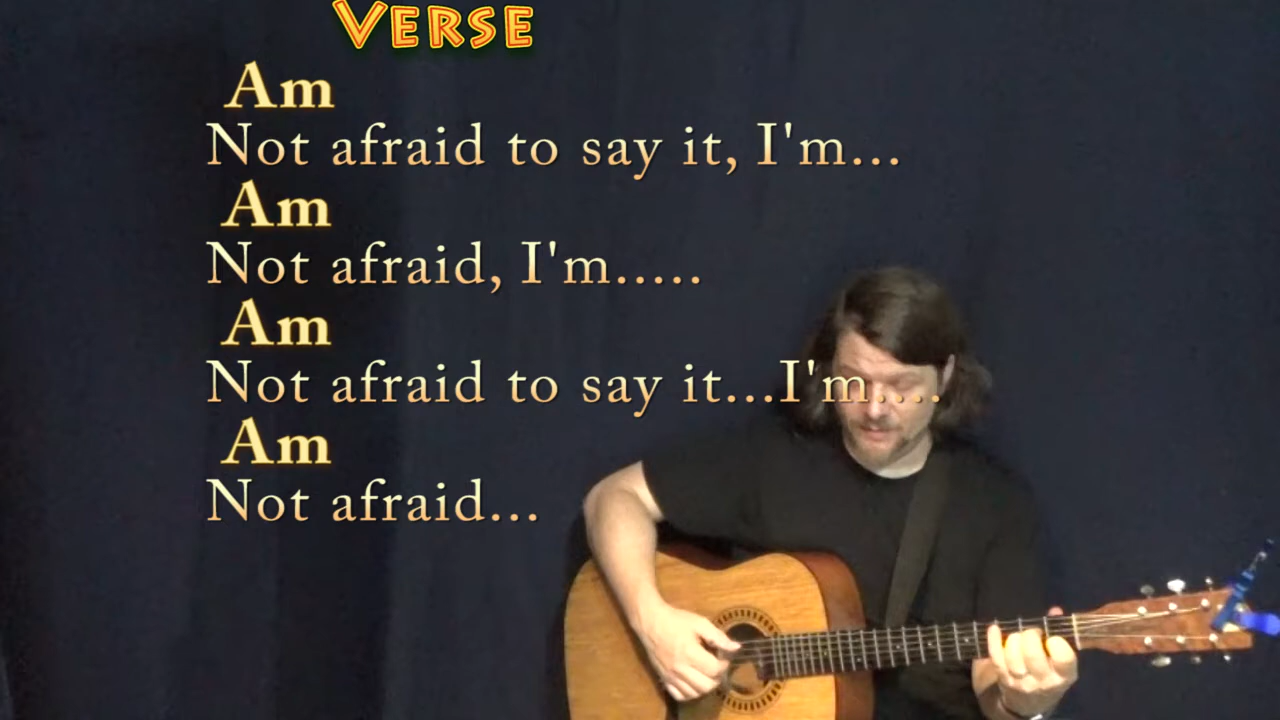 VERSE
Am
Not afraid to say it, I'm...
Am
Not afraid, I'm.....
Am
Not afraid to say it...I'm....
Am
Not afraid...